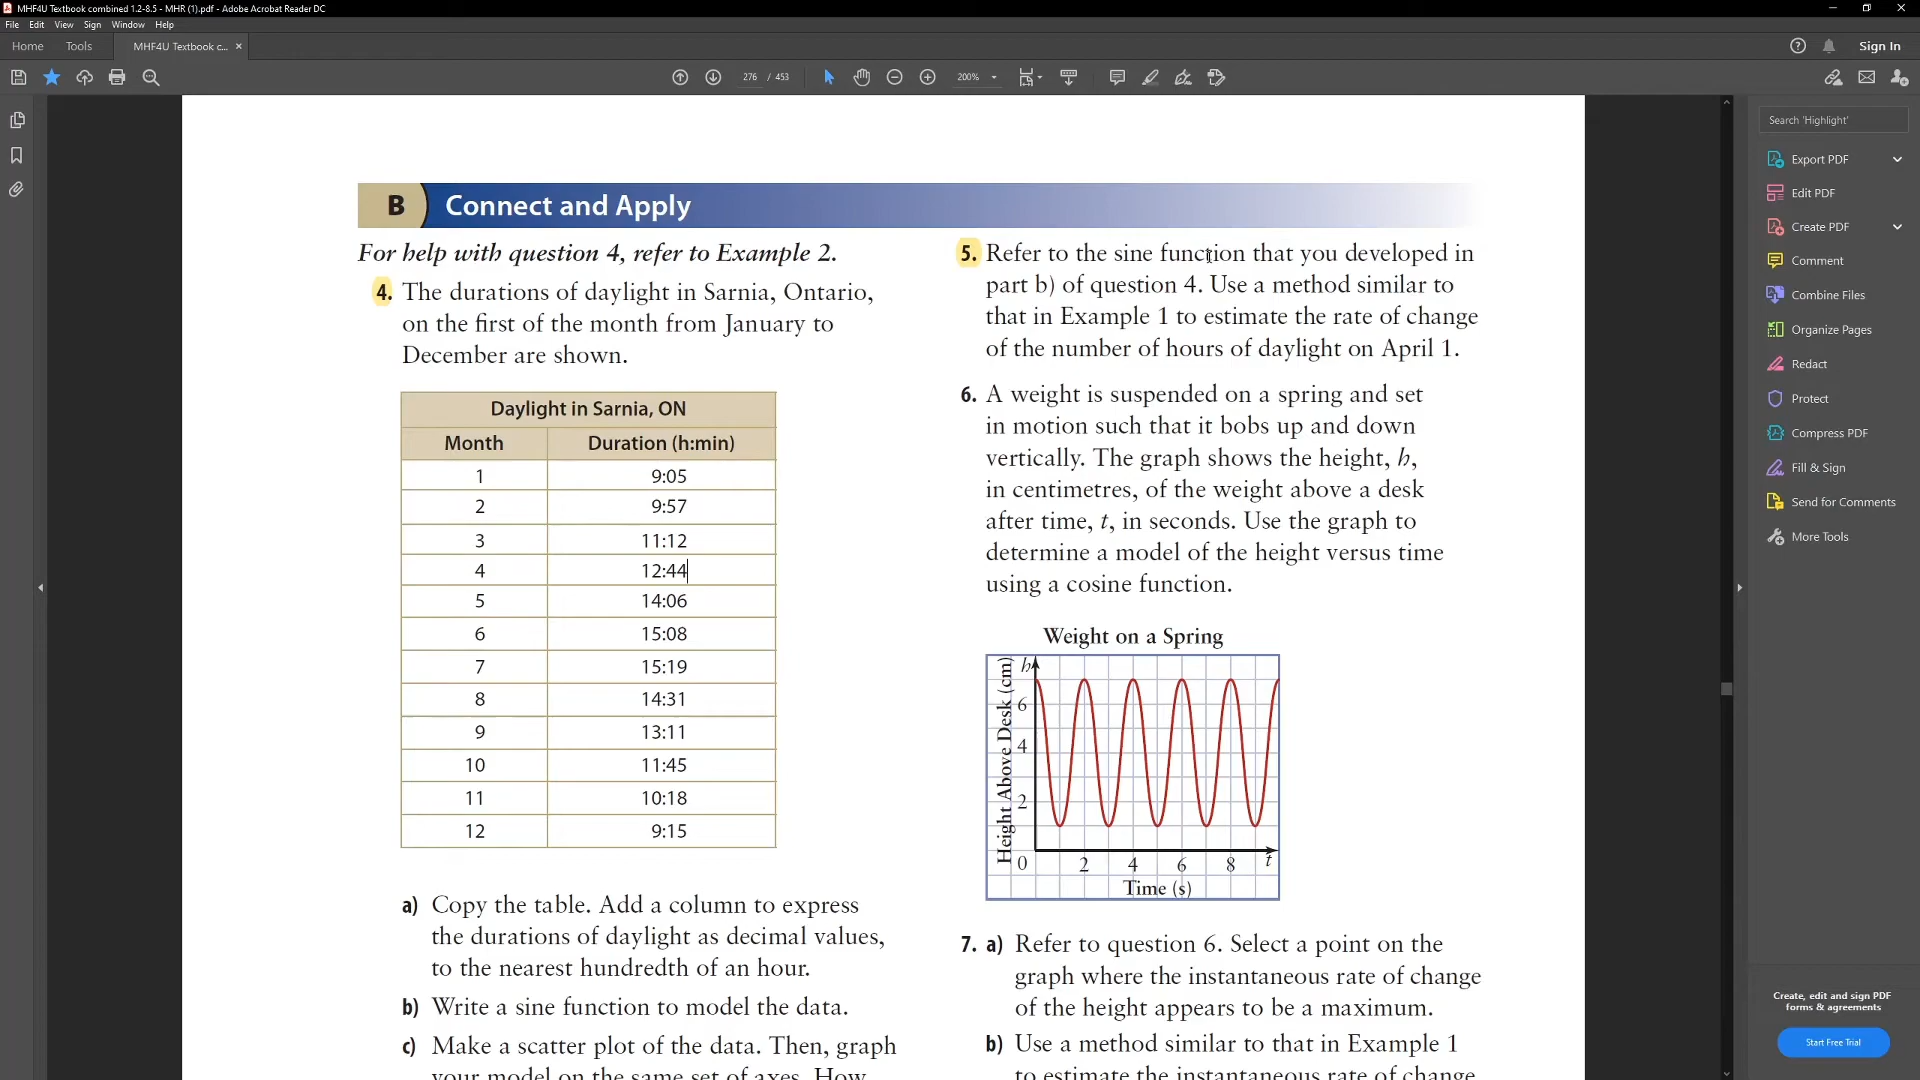 MHF4U Textbook combined 1.2-8.5 - MHR (1).pdf - Adobe Acrobat Reader DC
File Edit View Sign Window Help
Home Tools MHF4U Textbook c... × Sign In
276 / 453 200%
Search 'Highlight'
Export PDF
Edit PDF
Create PDF
Comment
Combine Files
Organize Pages
Redact
Protect
Compress PDF
Fill & Sign
Send for Comments
More Tools
Create, edit and sign PDF
forms & agreements
Start Free Trial
B Connect and Apply
For help with question 4, refer to Example 2.
4. The durations of daylight in Sarnia, Ontario,
on the first of the month from January to
December are shown.
Daylight in Sarnia, ON
Month Duration (h:min)
1 9:05
2 9:57
3 11:12
4 12:44
5 14:06
6 15:08
7 15:19
8 14:31
9 13:11
10 11:45
11 10:18
12 9:15
a) Copy the table. Add a column to express
the durations of daylight as decimal values,
to the nearest hundredth of an hour.
b) Write a sine function to model the data.
c) Make a scatter plot of the data. Then, graph
your model on the same set of axes. How
5. Refer to the sine function that you developed in
part b) of question 4. Use a method similar to
that in Example 1 to estimate the rate of change
of the number of hours of daylight on April 1.
6. A weight is suspended on a spring and set
in motion such that it bobs up and down
vertically. The graph shows the height, h,
in centimetres, of the weight above a desk
after time, t, in seconds. Use the graph to
determine a model of the height versus time
using a cosine function.
Weight on a Spring
h
Height Above Desk (cm)
6
4
2
0 2 4 6 8 t
Time (s)
7. a) Refer to question 6. Select a point on the
graph where the instantaneous rate of change
of the height appears to be a maximum.
b) Use a method similar to that in Example 1
to estimate the instantaneous rate of change